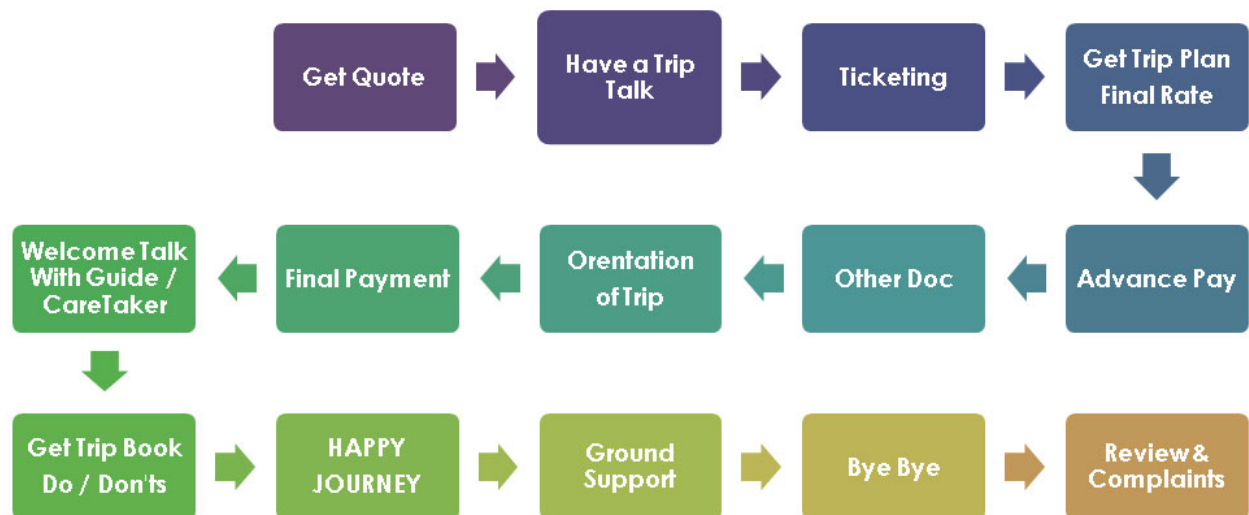 Get Quote
Have a Trip
Talk
Ticketing
Get Trip Plan
Final Rate
Advance Pay
Other Doc
Orentation
of Trip
Final Payment
Welcome Talk
With Guide /
CareTaker
Get Trip Book
Do / Don'ts
HAPPY
JOURNEY
Ground
Support
Bye Bye
Review &
Complaints